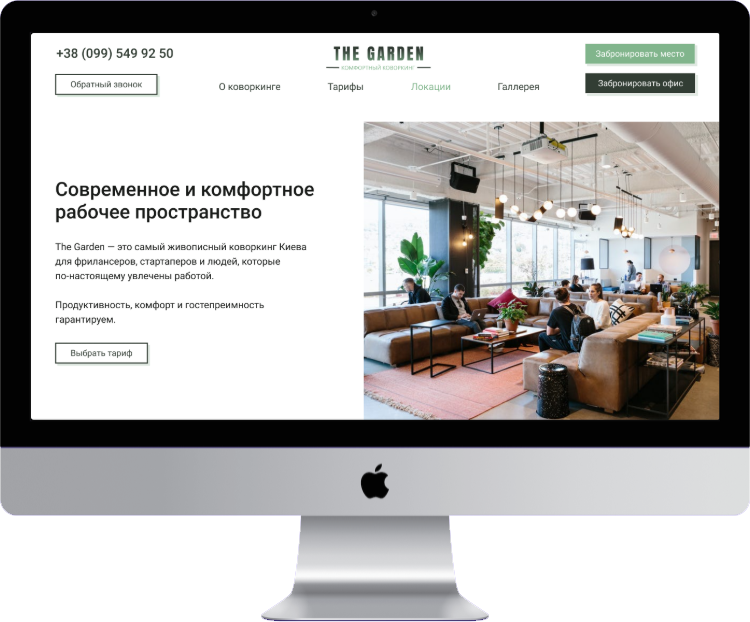 +38 (099) 549 92 50
THE GARDEN
КОМФОРТНЫЙ КОВОРКИНГ
Забронировать место
Обратный звонок
О коворкинге
Тарифы
Локации
Галлерея
Забронировать офис
Современное и комфортное
рабочее пространство
The Garden — это самый живописный коворкинг Киева
для фрилансеров, стартаперов и людей, которые
по-настоящему увлечены работой.
Продуктивность, комфорт и гостепреимность
гарантируем.
Выбрать тариф